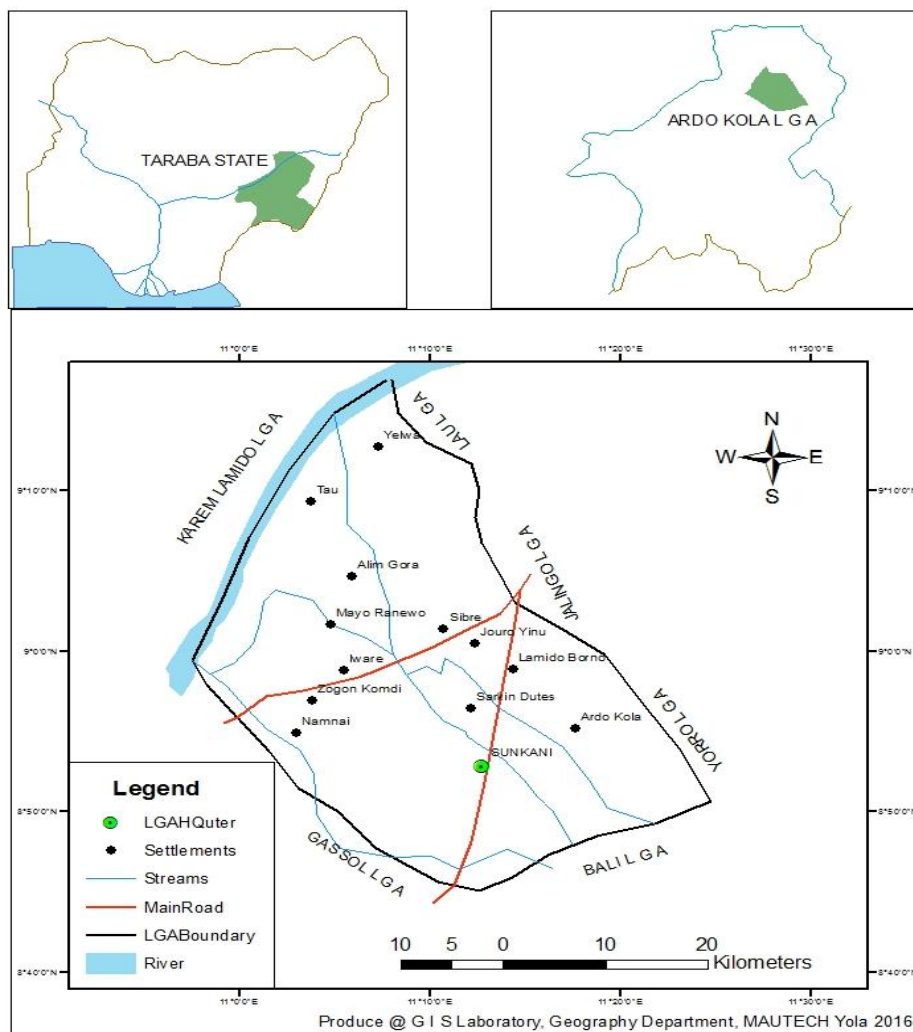 TARABA STATE
ARDO KOLA L G A
11°0'0"E 11°10'0"E 11°20'0"E 11°30'0"E
KAREM LAMIDO L G A
LAU L G A
Yelwa
N
W E
S
9°10'0"N 9°10'0"N
Tau
JALINGO L G A
Alim Gora
Mayo Ranewo
Sibre
Jouro Yinu
9°0'0"N 9°0'0"N
Iware
Lamido Borno
Zogon Komdi
Sarkin Dutes
YORRO L G A
Namnai
Ardo Kola
SUNKANI
Legend
LGAHQuter
Settlements
Streams
MainRoad
LGABoundary
River
8°50'0"N
GASSOL L G A
BALI L G A
10 5 0 10 20
Kilometers
8°40'0"N 8°40'0"N
11°0'0"E 11°10'0"E 11°20'0"E 11°30'0"E
Produce @ G I S Laboratory, Geography Department, MAUTECH Yola 2016